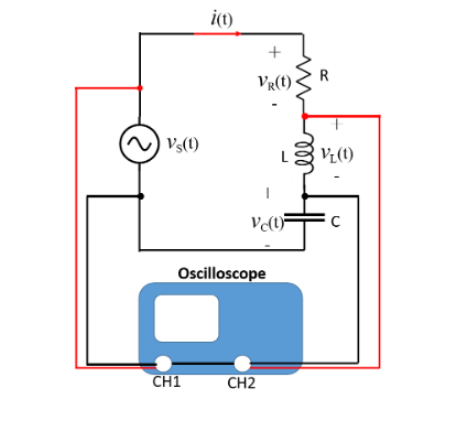 i(t)
+
vR(t)
R
-
+
vS(t)
L
vL(t)
-
vC(t)
C
-
Oscilloscope
CH1
CH2